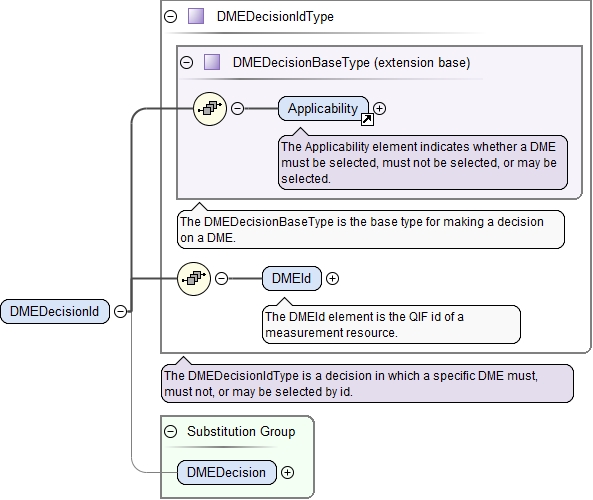 DMEDecisionIdType
DMEDecisionBaseType (extension base)
Applicability
The Applicability element indicates whether a DME
must be selected, must not be selected, or may be
selected.
The DMEDecisionBaseType is the base type for making a decision
on a DME.
DMEId
The DMEId element is the QIF id of a
measurement resource.
DMEDecisionId
The DMEDecisionIdType is a decision in which a specific DME must,
must not, or may be selected by id.
Substitution Group
DMEDecision